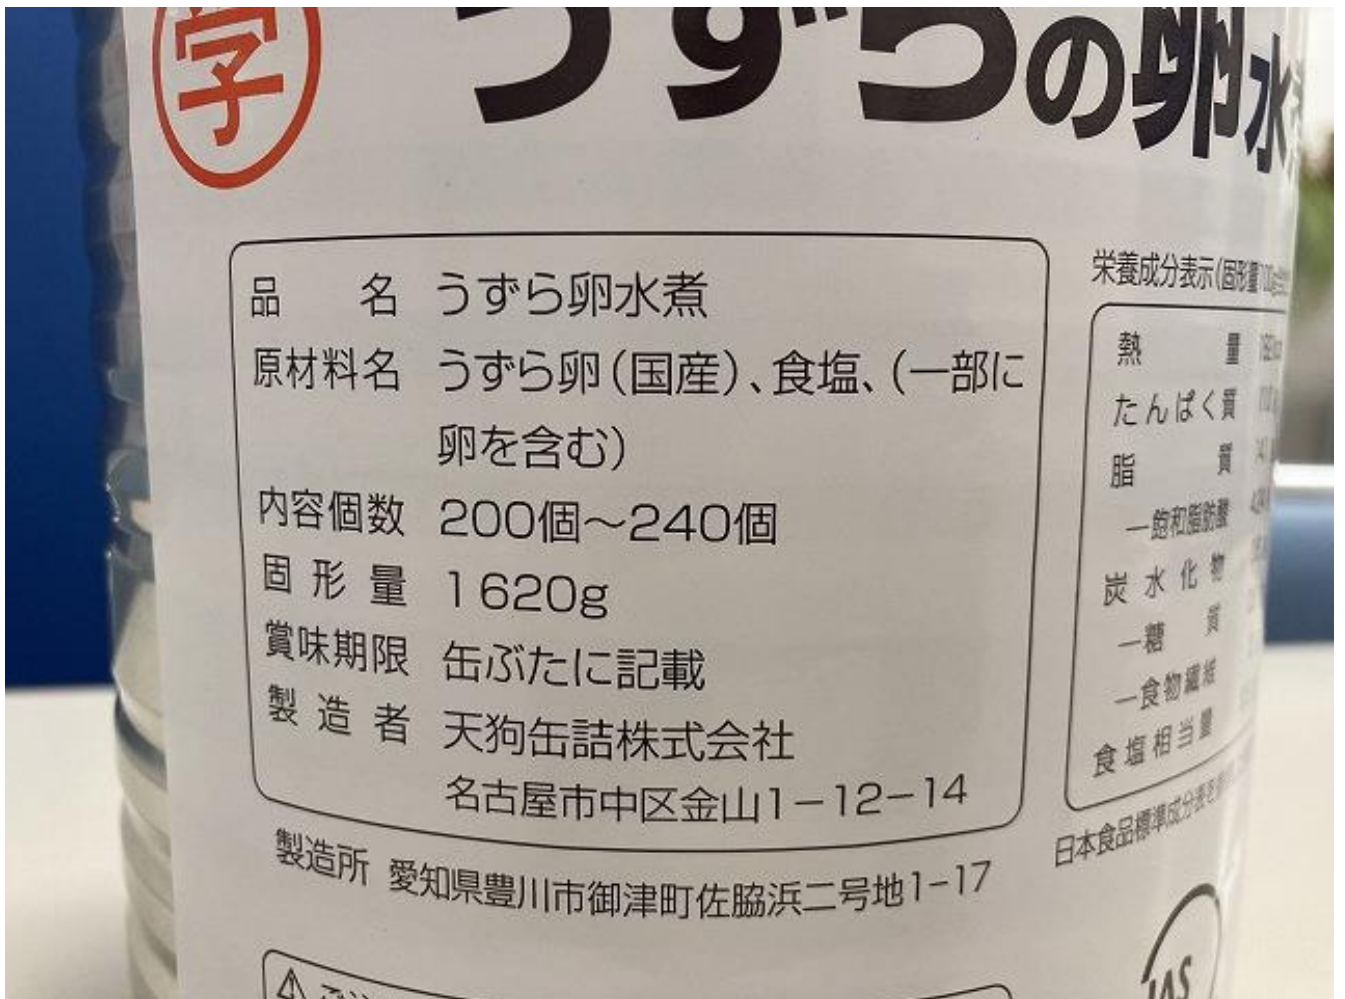 学
うずらの卵水
品名 うずら卵水煮
原材料名 うずら卵(国産)、食塩、(一部に
卵を含む)
内容個数 200個～240個
固形量 1620g
賞味期限 缶ぶたに記載
製造者 天狗缶詰株式会社
名古屋市中区金山1-12-14
製造所 愛知県豊川市御津町佐脇浜二号地1-17
栄養成分表示(固形量
熱量
たんぱく質
脂質
—飽和脂肪酸
炭水化物
—糖質
—食物繊維
食塩相当量
日本食品標準成分表を
JAS